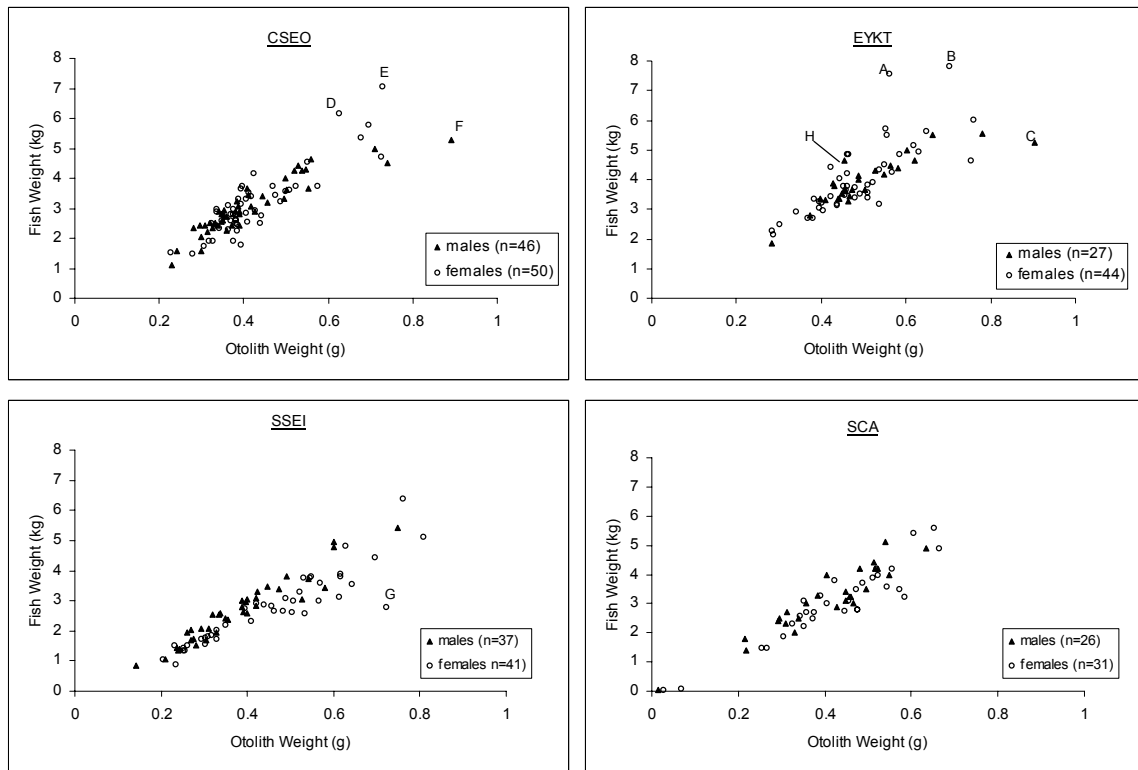 CSEO
8
7
6
5
4
3
2
1
0
Fish Weight (kg)
0 0.2 0.4 0.6 0.8 1
Otolith Weight (g)
D
E
F
males (n=46)
females (n=50)
EYKT
8
7
6
5
4
3
2
1
0
Fish Weight (kg)
0 0.2 0.4 0.6 0.8 1
Otolith Weight (g)
A
B
H
C
males (n=27)
females (n=44)
SSEI
8
7
6
5
4
3
2
1
0
Fish Weight (kg)
0 0.2 0.4 0.6 0.8 1
Otolith Weight (g)
G
males (n=37)
females n=41)
SCA
8
7
6
5
4
3
2
1
0
Fish Weight (kg)
0 0.2 0.4 0.6 0.8 1
Otolith Weight (g)
males (n=26)
females (n=31)